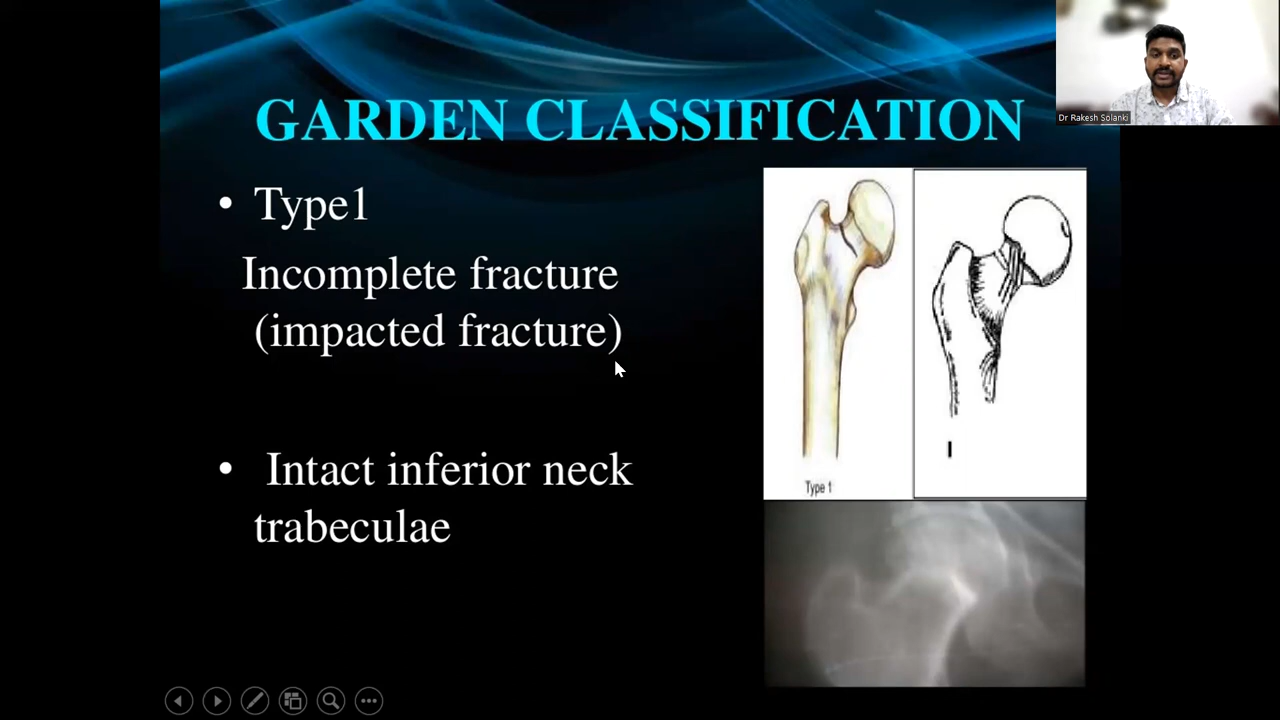 GARDEN CLASSIFICATION
Dr Rakesh Solanki
• Type1
Incomplete fracture
(impacted fracture)
• Intact inferior neck
trabeculae
Type 1
I